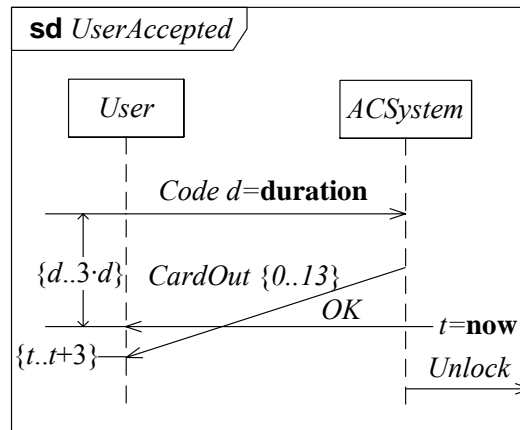 sd UserAccepted
User
ACSystem
Code d=duration
{d..3·d}
CardOut {0..13}
OK
t=now
{t..t+3}
Unlock